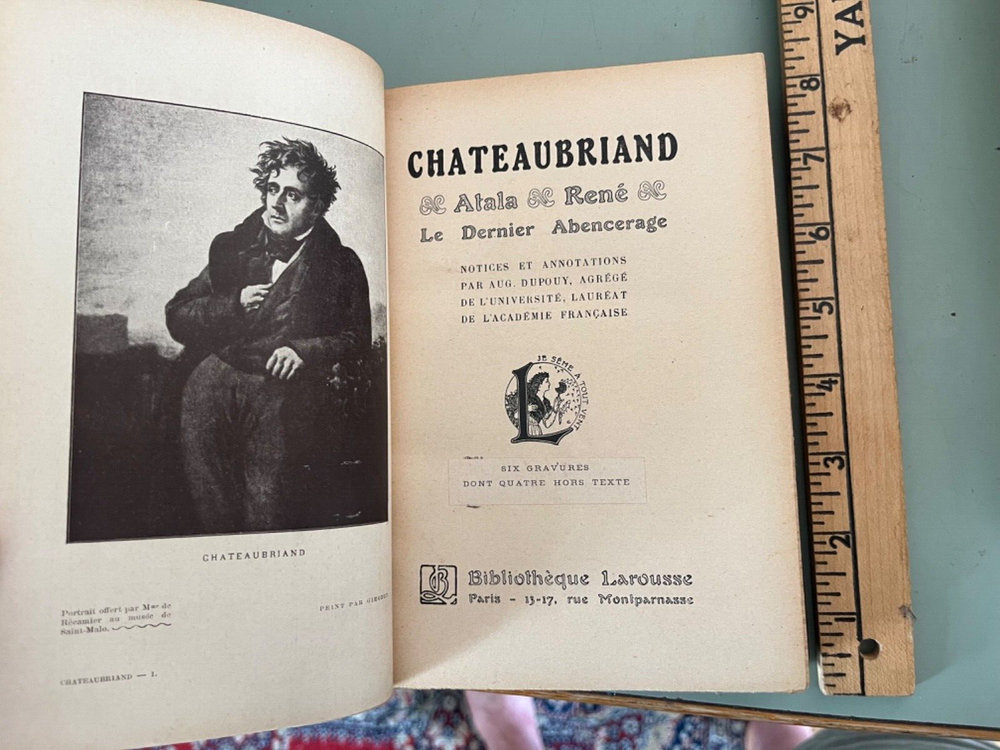 CHATEAUBRIAND
Portrait offert par Mme de
Récamier au musée de
Saint-Malo.
PEINT PAR GIRODET
CHATEAUBRIAND — I.
CHATEAUBRIAND
Atala René
Le Dernier Abencerage
NOTICES ET ANNOTATIONS
PAR AUG. DUPOUY, AGRÉGÉ
DE L'UNIVERSITÉ, LAURÉAT
DE L'ACADÉMIE FRANÇAISE
JE SÈME A TOUT VENT
L
SIX GRAVURES
DONT QUATRE HORS TEXTE
Bibliothèque Larousse
Paris - 13-17, rue Montparnasse
YA
9
8
7
6
5
4
3
2
1